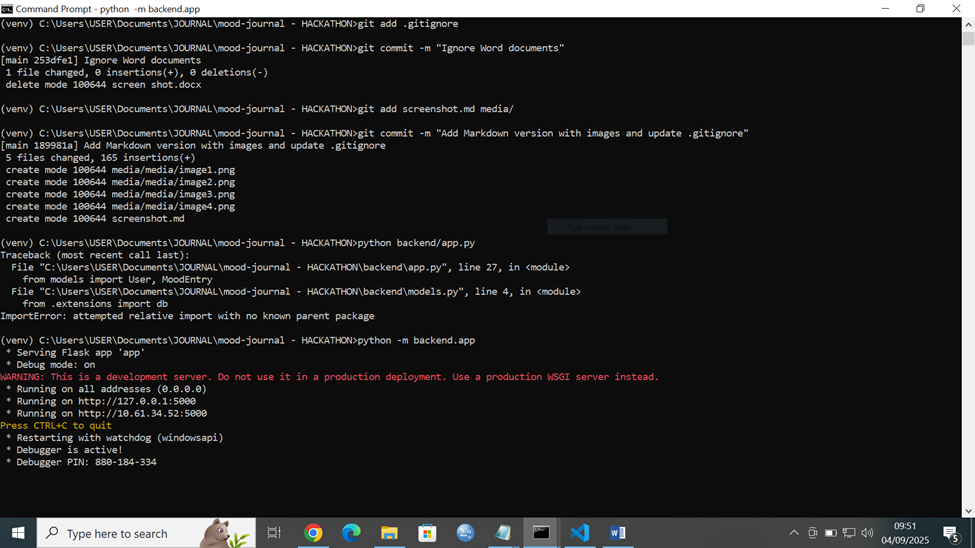 Command Prompt - python  -m backend.app
(venv) C:\Users\USER\Documents\JOURNAL\mood-journal - HACKATHON>git add .gitignore
(venv) C:\Users\USER\Documents\JOURNAL\mood-journal - HACKATHON>git commit -m "Ignore Word documents"
[main 253dfe1] Ignore Word documents
 1 file changed, 0 insertions(+), 0 deletions(-)
 delete mode 100644 screen shot.docx
(venv) C:\Users\USER\Documents\JOURNAL\mood-journal - HACKATHON>git add screenshot.md media/
(venv) C:\Users\USER\Documents\JOURNAL\mood-journal - HACKATHON>git commit -m "Add Markdown version with images and update .gitignore"
[main 189981a] Add Markdown version with images and update .gitignore
 5 files changed, 165 insertions(+)
 create mode 100644 media/media/image1.png
 create mode 100644 media/media/image2.png
 create mode 100644 media/media/image3.png
 create mode 100644 media/media/image4.png
 create mode 100644 screenshot.md
Full-screen Snip
(venv) C:\Users\USER\Documents\JOURNAL\mood-journal - HACKATHON>python backend/app.py
Traceback (most recent call last):
  File "C:\Users\USER\Documents\JOURNAL\mood-journal - HACKATHON\backend\app.py", line 27, in <module>
    from models import User, MoodEntry
  File "C:\Users\USER\Documents\JOURNAL\mood-journal - HACKATHON\backend\models.py", line 4, in <module>
    from .extensions import db
ImportError: attempted relative import with no known parent package
(venv) C:\Users\USER\Documents\JOURNAL\mood-journal - HACKATHON>python -m backend.app
 * Serving Flask app 'app'
 * Debug mode: on
WARNING: This is a development server. Do not use it in a production deployment. Use a production WSGI server instead.
 * Running on all addresses (0.0.0.0)
 * Running on http://127.0.0.1:5000
 * Running on http://10.61.34.52:5000
Press CTRL+C to quit
 * Restarting with watchdog (windowsapi)
 * Debugger is active!
 * Debugger PIN: 880-184-334
Type here to search
09:51
04/09/2025
5